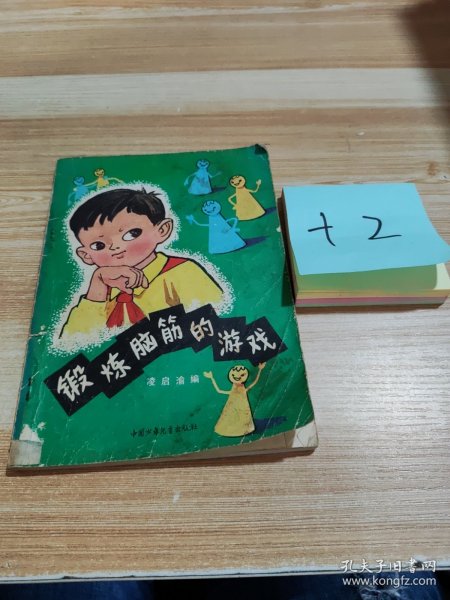 锻炼脑筋的游戏
凌启渝编
中国少年儿童出版社
+2
孔夫子旧书网
www.kongfz.com